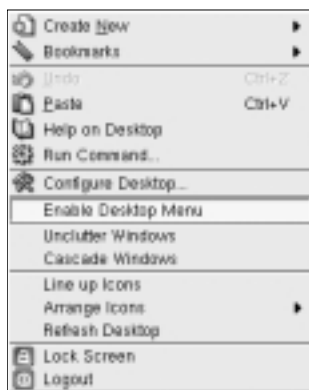 Create New
Bookmarks
Undo Ctrl+Z
Paste Ctrl+V
Help on Desktop
Run Command...
Configure Desktop...
Enable Desktop Menu
Unclutter Windows
Cascade Windows
Line up Icons
Arrange Icons
Refresh Desktop
Lock Screen
Logout